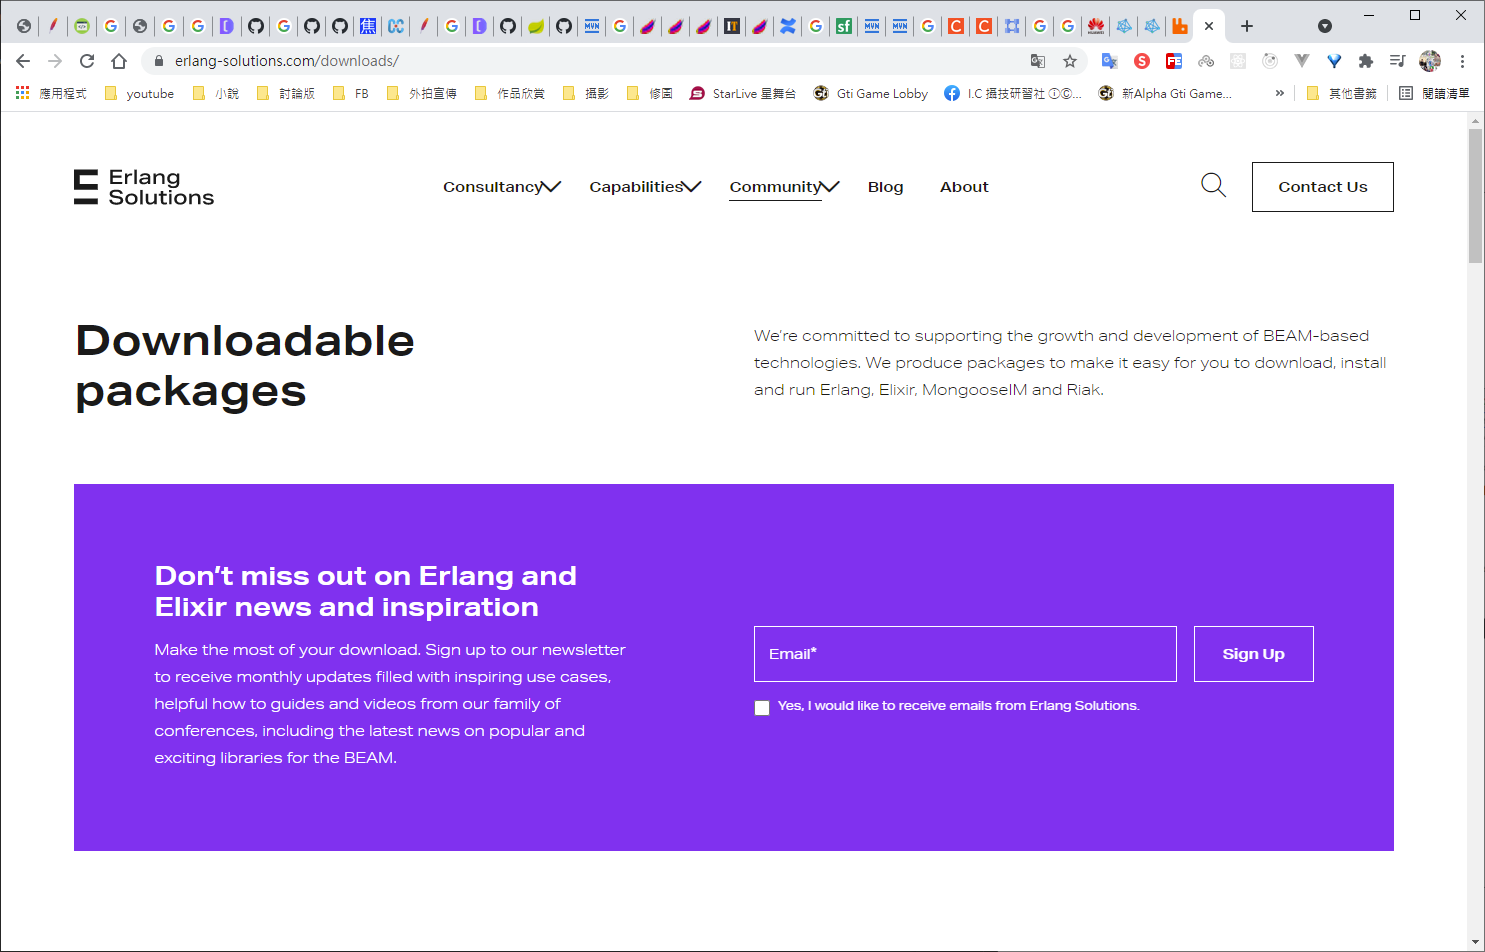 erlang-solutions.com/downloads/
應用程式 youtube 小說 討論版 FB 外拍宣傳 作品欣賞 攝影 修圖 StarLive 星舞台 Gti Game Lobby I.C 攝技研習社 ⓘⒸ... 新Alpha Gti Game... » 其他書籤 閱讀清單
Erlang
Solutions
Consultancy Capabilities Community Blog About
Contact Us
Downloadable
packages
We're committed to supporting the growth and development of BEAM-based
technologies. We produce packages to make it easy for you to download, install
and run Erlang, Elixir, MongooseIM and Riak.
Don't miss out on Erlang and
Elixir news and inspiration
Make the most of your download. Sign up to our newsletter
to receive monthly updates filled with inspiring use cases,
helpful how to guides and videos from our family of
conferences, including the latest news on popular and
exciting libraries for the BEAM.
Email*
Sign Up
Yes, I would like to receive emails from Erlang Solutions.